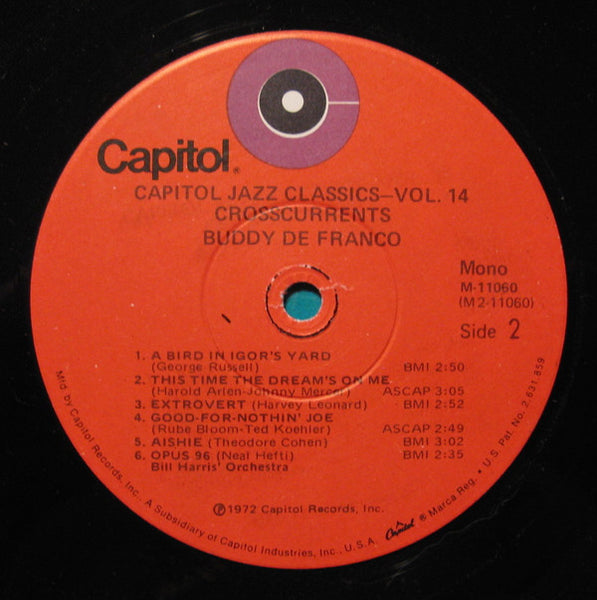 Capitol®
CAPITOL JAZZ CLASSICS—VOL. 14
CROSSCURRENTS
BUDDY DE FRANCO
Mono
M-11060
(M2-11060)
Side 2
1. A BIRD IN IGOR'S YARD
(George Russell) BMI 2:50
2. THIS TIME THE DREAM'S ON ME
(Harold Arlen-Johnny Mercer) ASCAP 3:05
3. EXTROVERT (Harvey Leonard) BMI 2:52
4. GOOD-FOR-NOTHIN' JOE
(Rube Bloom-Ted Koehler) ASCAP 2:49
5. AISHIE (Theodore Cohen) BMI 3:02
6. OPUS 96 (Neal Hefti) BMI 2:35
Bill Harris' Orchestra
Ⓟ1972 Capitol Records, Inc.
Mfd. by Capitol Records, Inc., A Subsidiary of Capitol Industries, Inc., U.S.A. Capitol ® Marca Reg. • U.S. Pat. No. 2,631,859